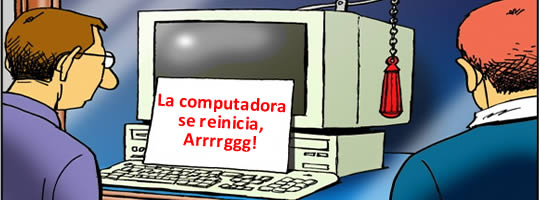 La computadora
se reinicia,
Arrrrggg!